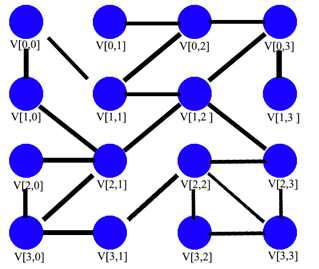 V[0,0] V[0,1] V[0,2] V[0,3]
V[1,0] V[1,1] V[1,2 ] V[1,3 ]
V[2,0] V[2,1] V[2,2] V[2,3]
V[3,0] V[3,1] V[3,2] V[3,3]